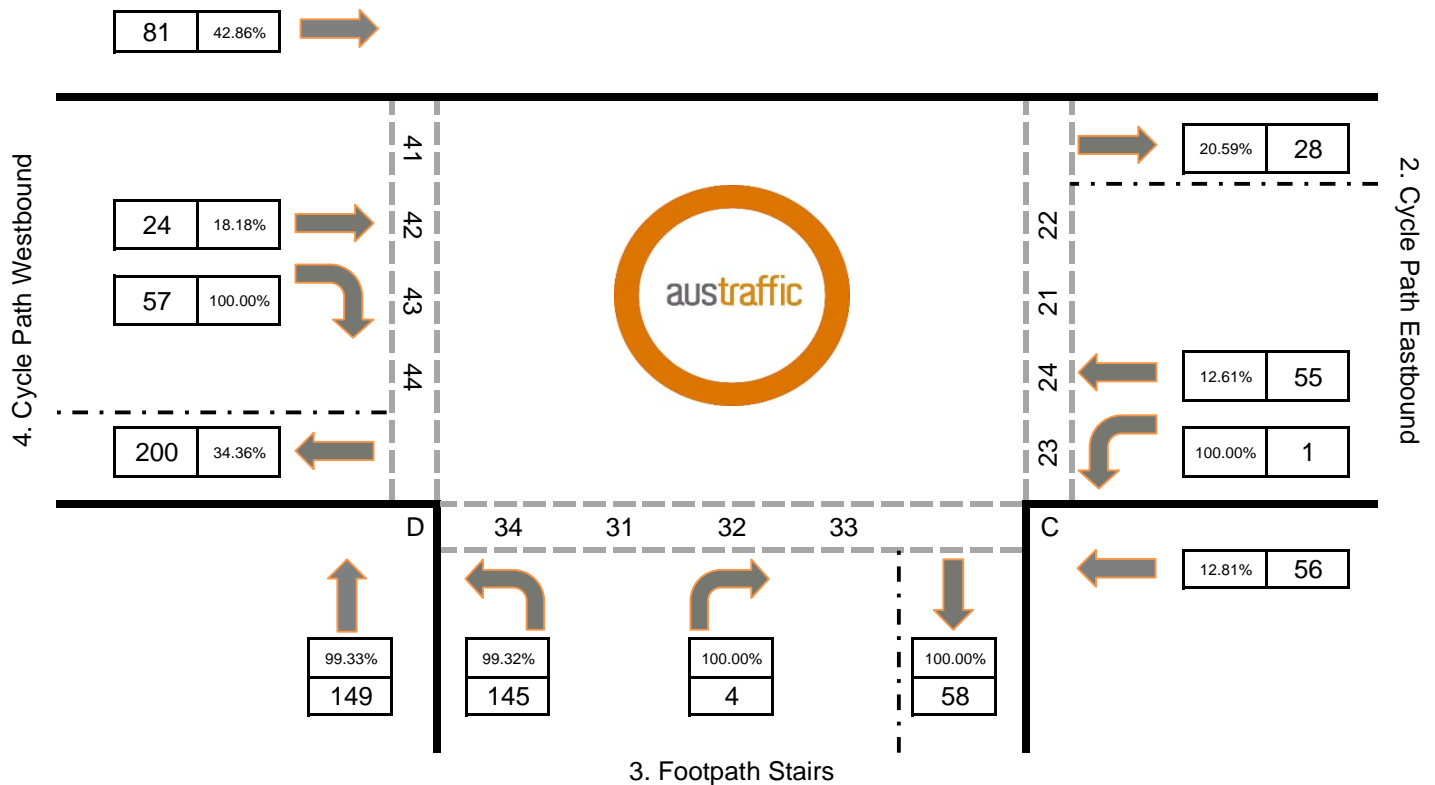 81 42.86%
41
20.59% 28
4. Cycle Path Westbound
2. Cycle Path Eastbound
24 18.18%
42
22
austraffic
57 100.00%
43
21
44
24
12.61% 55
200 34.36%
23
100.00% 1
D 34 31 32 33 C
12.81% 56
99.33% 99.32% 100.00% 100.00%
149 145 4 58
3. Footpath Stairs